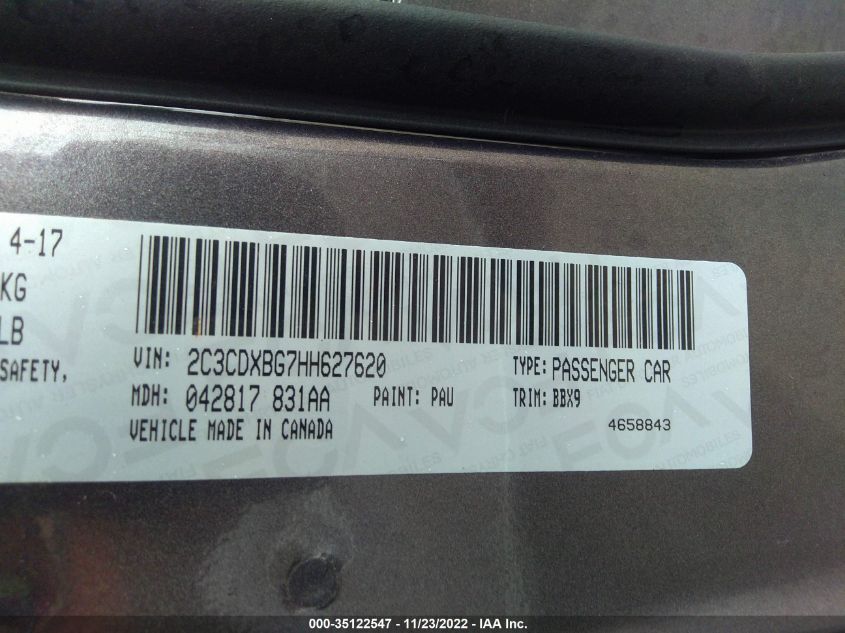 4-17
KG
LB
SAFETY,
VIN: 2C3CDXBG7HH627620 TYPE: PASSENGER CAR
MDH: 042817 831AA PAINT: PAU TRIM: BBX9
VEHICLE MADE IN CANADA 4658843
000-35122547 - 11/23/2022 - IAA Inc.